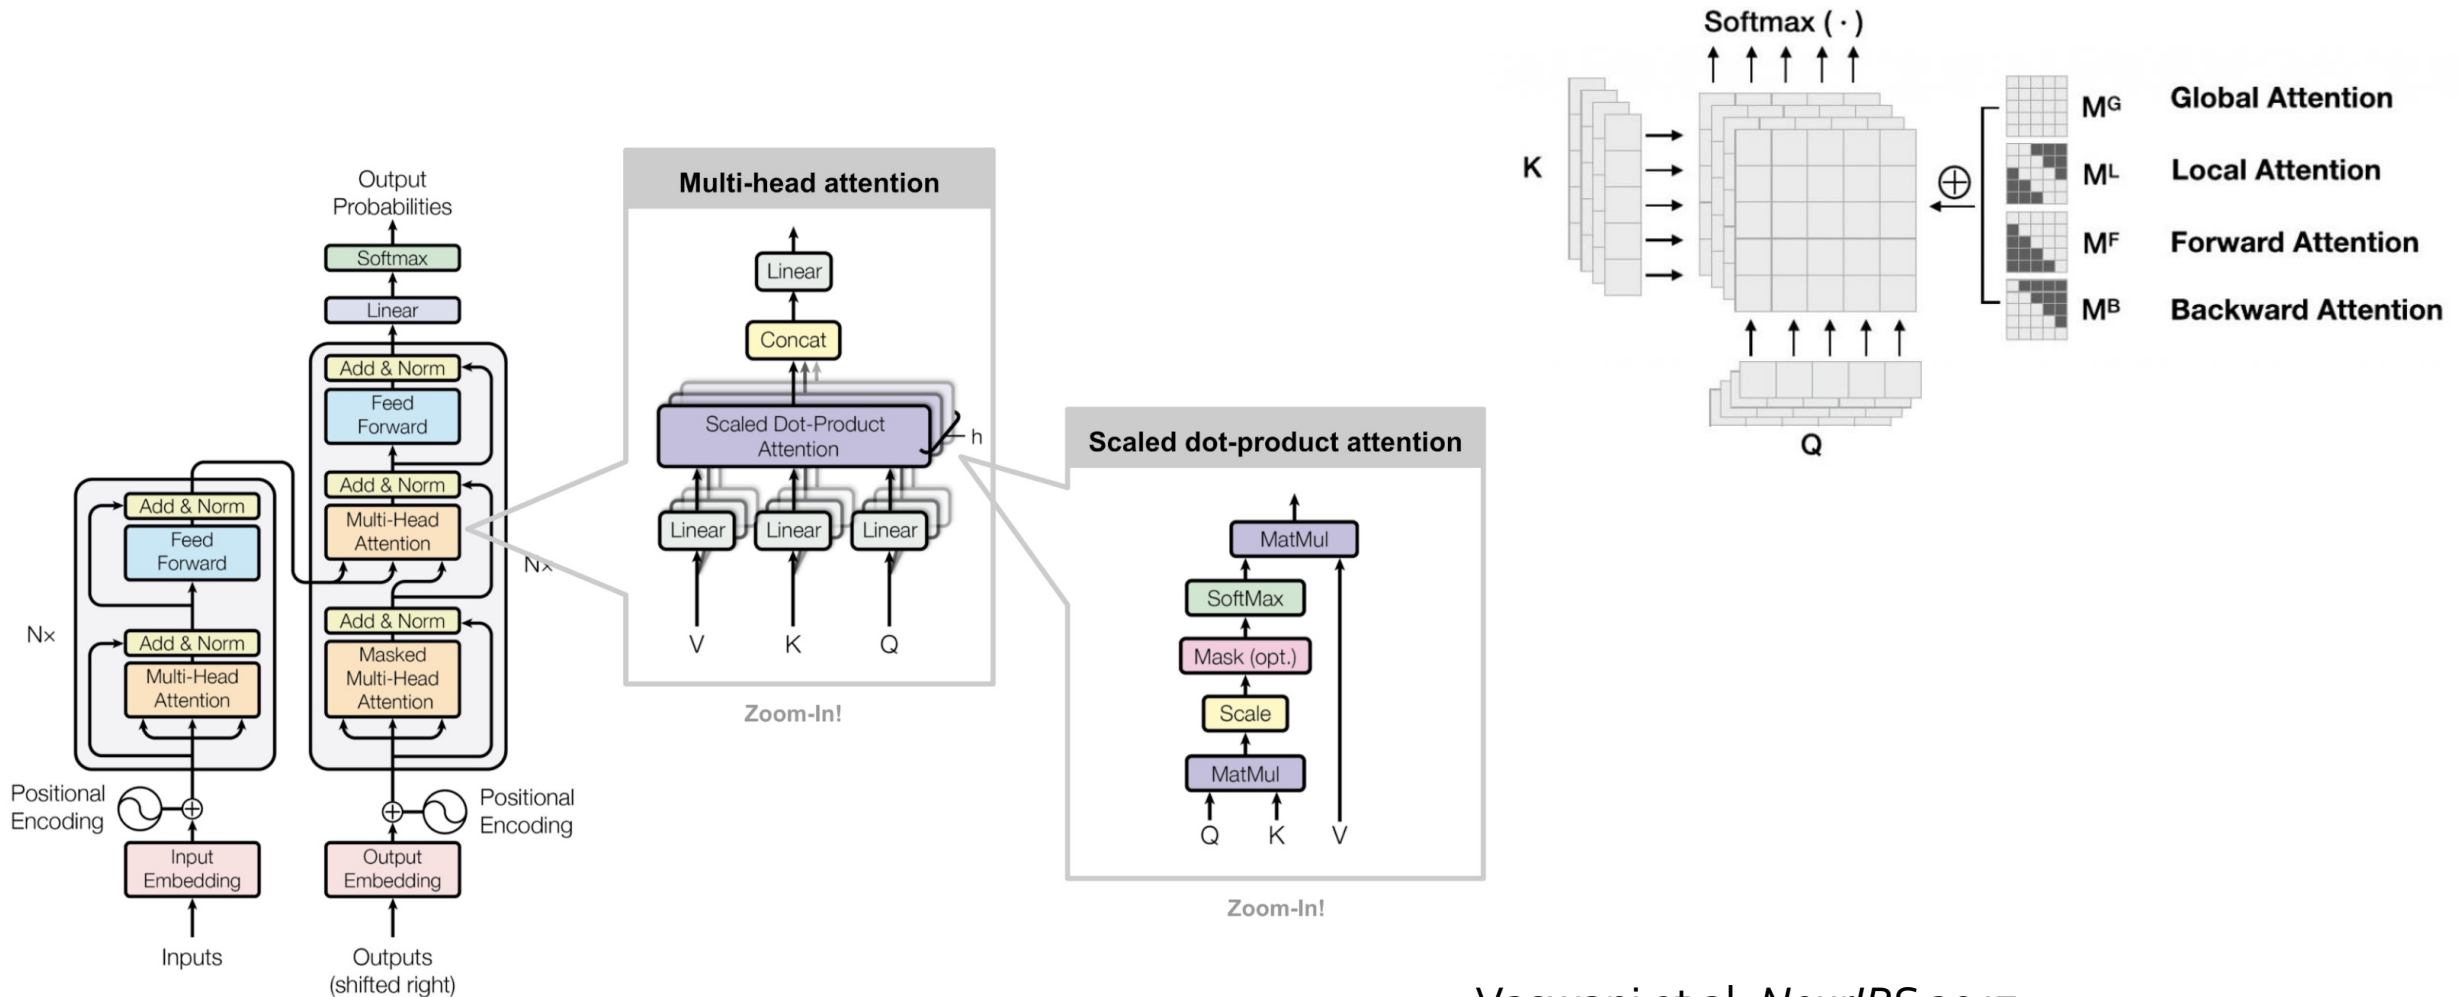 Output
Probabilities
Softmax
Linear
Add & Norm
Feed
Forward
Add & Norm
Multi-Head
Attention
Add & Norm
Masked
Multi-Head
Attention
Nx
Add & Norm
Feed
Forward
Add & Norm
Multi-Head
Attention
Nx
Positional
Encoding
Positional
Encoding
Input
Embedding
Output
Embedding
Inputs
Outputs
(shifted right)
Multi-head attention
Linear
Concat
Scaled Dot-Product
Attention
h
Linear
Linear
Linear
V
K
Q
Zoom-In!
Scaled dot-product attention
MatMul
SoftMax
Mask (opt.)
Scale
MatMul
Q
K
V
Zoom-In!
Softmax ( · )
K
Q
⊕
Mᴳ Global Attention
Mᴸ Local Attention
Mᶠ Forward Attention
Mᴮ Backward Attention